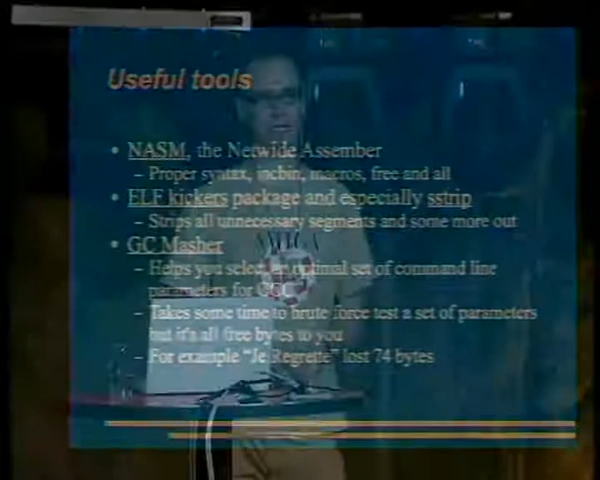 Useful tools
• NASM, the Netwide Assember
– Proper syntax, incbin, macros, free and all
• ELF kickers package and especially sstrip
– Strips all unnecessary segments and some more out
• GC Masher
– Helps you select optimal set of command line
parameters for GCC
– Takes some time to brute force test a set of parameters
but it's all free bytes to you
– For example "Je Regrette" lost 74 bytes